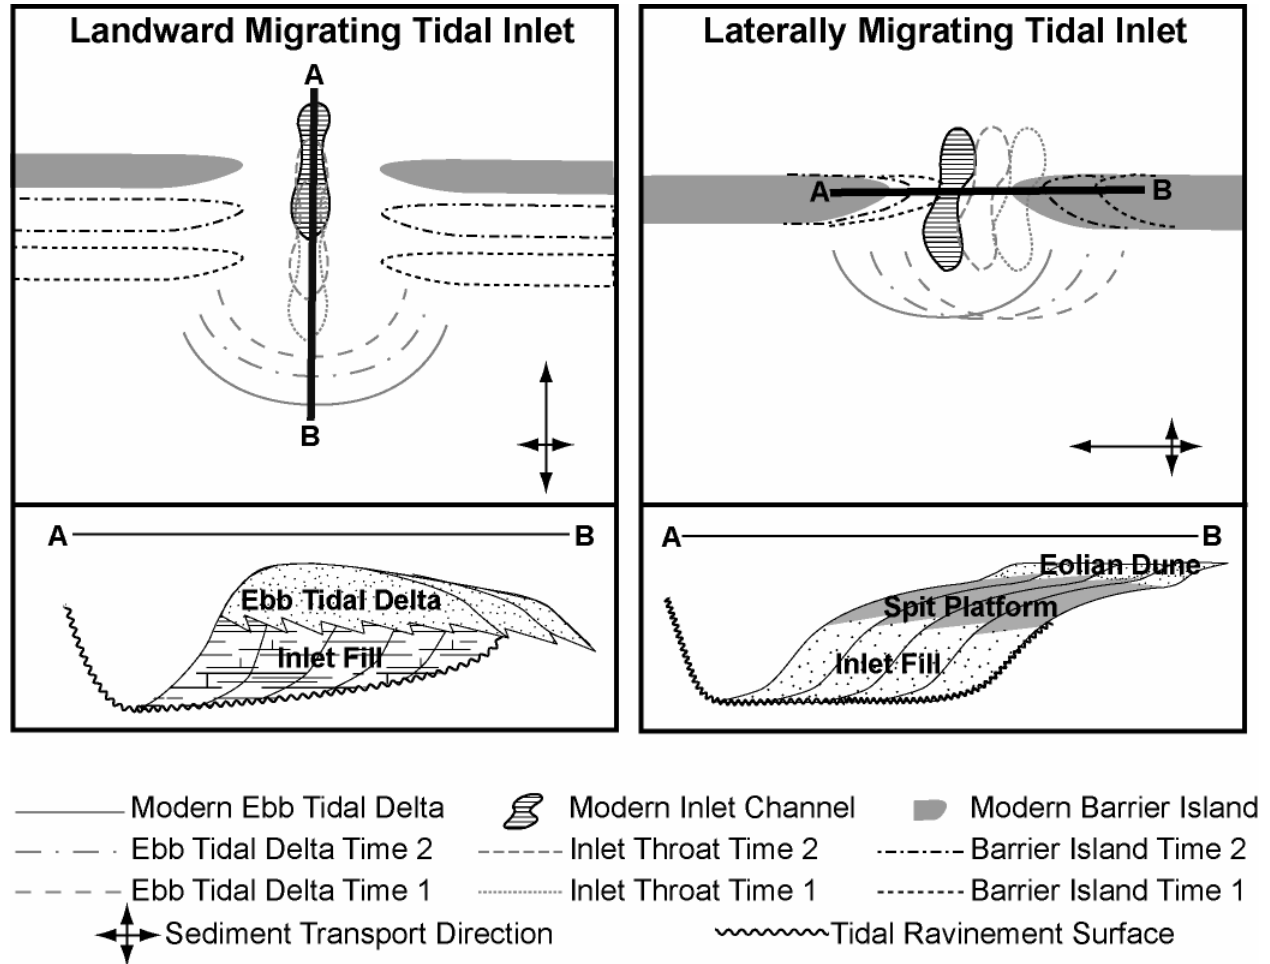 Landward Migrating Tidal Inlet
A
B
A B
Ebb Tidal Delta
Inlet Fill
Laterally Migrating Tidal Inlet
A B
A B
Eolian Dune
Spit Platform
Inlet Fill
Modern Ebb Tidal Delta Modern Inlet Channel Modern Barrier Island
Ebb Tidal Delta Time 2 Inlet Throat Time 2 Barrier Island Time 2
Ebb Tidal Delta Time 1 Inlet Throat Time 1 Barrier Island Time 1
Sediment Transport Direction Tidal Ravinement Surface